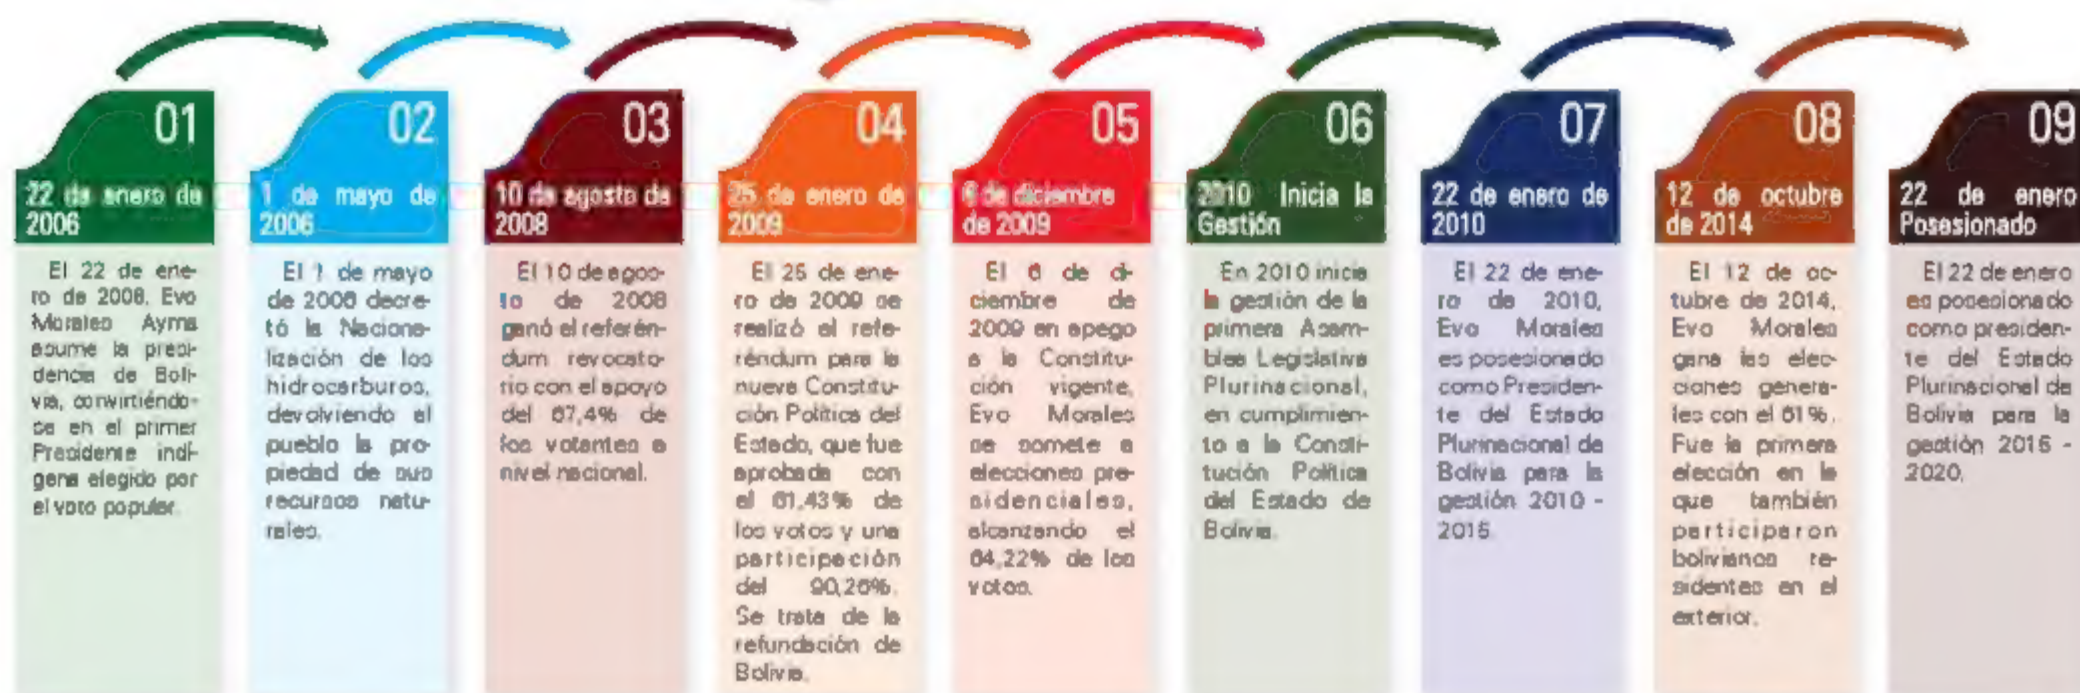 01
22 de enero de
2006
El 22 de ene-
ro de 2006, Evo
Morales Ayma
asume la presi-
dencia de Boli-
via, convirtiéndo-
se en el primer
Presidente indí-
gena elegido por
el voto popular.
02
1 de mayo de
2006
El 1 de mayo
de 2006 decre-
tó la Naciona-
lización de los
hidrocarburos,
devolviendo al
pueblo la pro-
piedad de sus
recursos natu-
rales.
03
10 de agosto de
2008
El 10 de agos-
to de 2008
ganó el referén-
dum revocato-
rio con el apoyo
del 67,4% de
los votantes a
nivel nacional.
04
25 de enero de
2009
El 25 de ene-
ro de 2009 se
realizó el refe-
réndum para la
nueva Constitu-
ción Política del
Estado, que fue
aprobada con
el 61,43% de
los votos y una
participación
del 90,26%.
Se trata de la
refundación de
Bolivia.
05
6 de diciembre
de 2009
El 6 de di-
ciembre de
2009 en apego
a la Constitu-
ción vigente,
Evo Morales
se somete a
elecciones pre-
sidenciales,
alcanzando el
64,22% de los
votos.
06
2010 Inicia la
Gestión
En 2010 inicia
la gestión de la
primera Asam-
blea Legislativa
Plurinacional,
en cumplimien-
to a la Consti-
tución Política
del Estado de
Bolivia.
07
22 de enero de
2010
El 22 de ene-
ro de 2010,
Evo Morales
es posesionado
como Presiden-
te del Estado
Plurinacional de
Bolivia para la
gestión 2010 -
2015.
08
12 de octubre
de 2014
El 12 de oc-
tubre de 2014,
Evo Morales
gana las elec-
ciones genera-
les con el 61%.
Fue la primera
elección en la
que también
participaron
bolivianos re-
sidentes en el
exterior.
09
22 de enero
Posesionado
El 22 de enero
es posesionado
como presiden-
te del Estado
Plurinacional de
Bolivia para la
gestión 2015 -
2020.